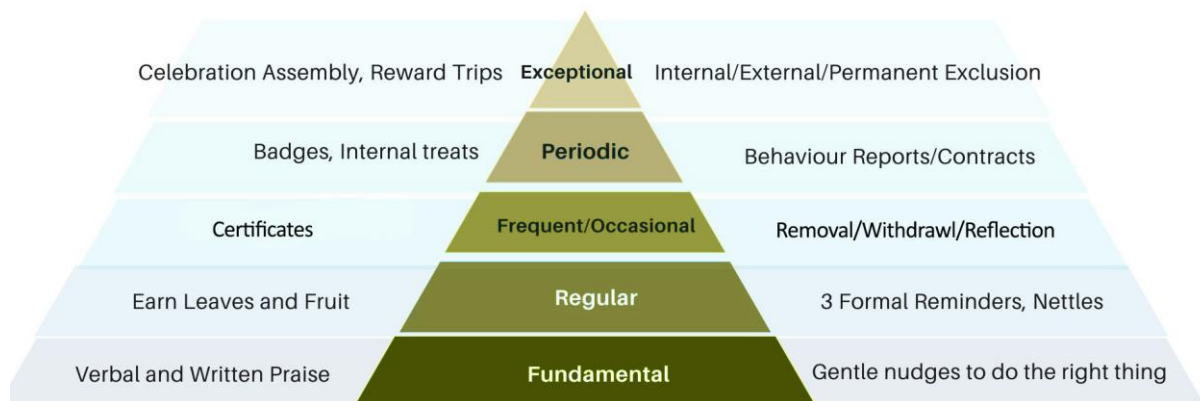 Celebration Assembly, Reward Trips Exceptional Internal/External/Permanent Exclusion
Badges, Internal treats Periodic Behaviour Reports/Contracts
Certificates Frequent/Occasional Removal/Withdrawl/Reflection
Earn Leaves and Fruit Regular 3 Formal Reminders, Nettles
Verbal and Written Praise Fundamental Gentle nudges to do the right thing